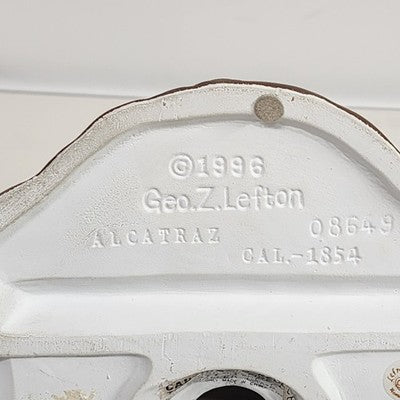 ©1996
Geo.Z.Lefton
ALCATRAZ 08649
CAL.-1854